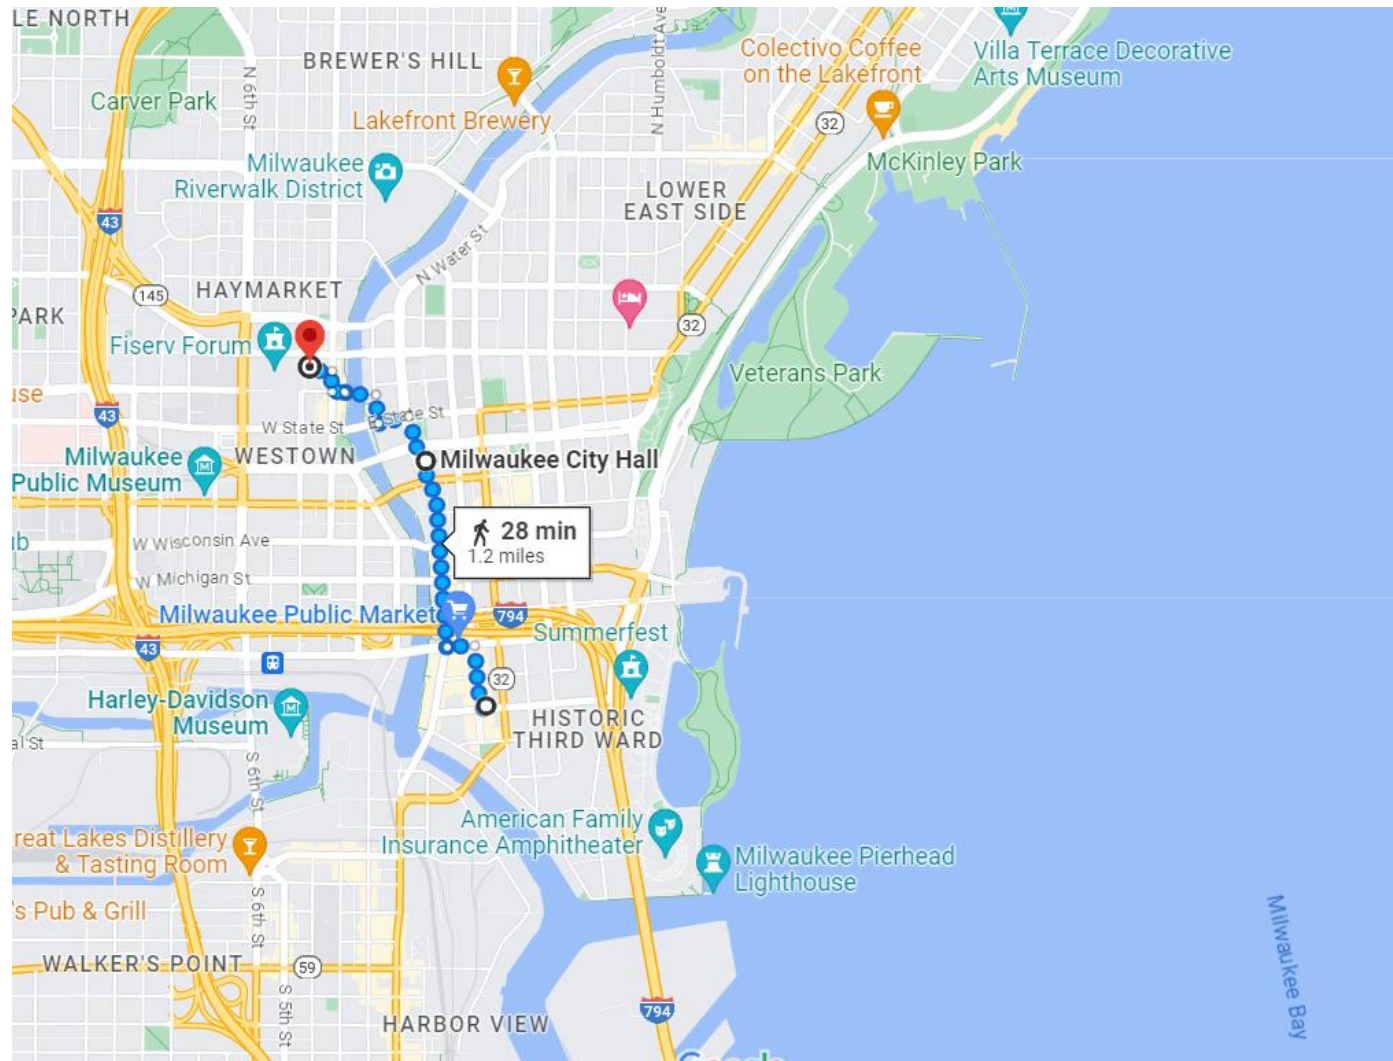 LE NORTH
BREWER'S HILL
N Humboldt Ave
Colectivo Coffee
on the Lakefront
Villa Terrace Decorative
Arts Museum
N 6th St
Carver Park
Lakefront Brewery
32
McKinley Park
Milwaukee
Riverwalk District
LOWER
EAST SIDE
43
N Water St
145
HAYMARKET
PARK
32
Fiserv Forum
Veterans Park
use
43
E State St
W State St
Milwaukee
Public Museum
WESTOWN
Milwaukee City Hall
28 min
1.2 miles
ub
W Wisconsin Ave
W Michigan St
Milwaukee Public Market
794
Summerfest
43
32
Harley-Davidson
Museum
HISTORIC
THIRD WARD
al St
S 6th St
American Family
Insurance Amphitheater
reat Lakes Distillery
& Tasting Room
Milwaukee Pierhead
Lighthouse
's Pub & Grill
S 6th St
Milwaukee Bay
WALKER'S POINT
59
S 5th St
HARBOR VIEW
794
Google